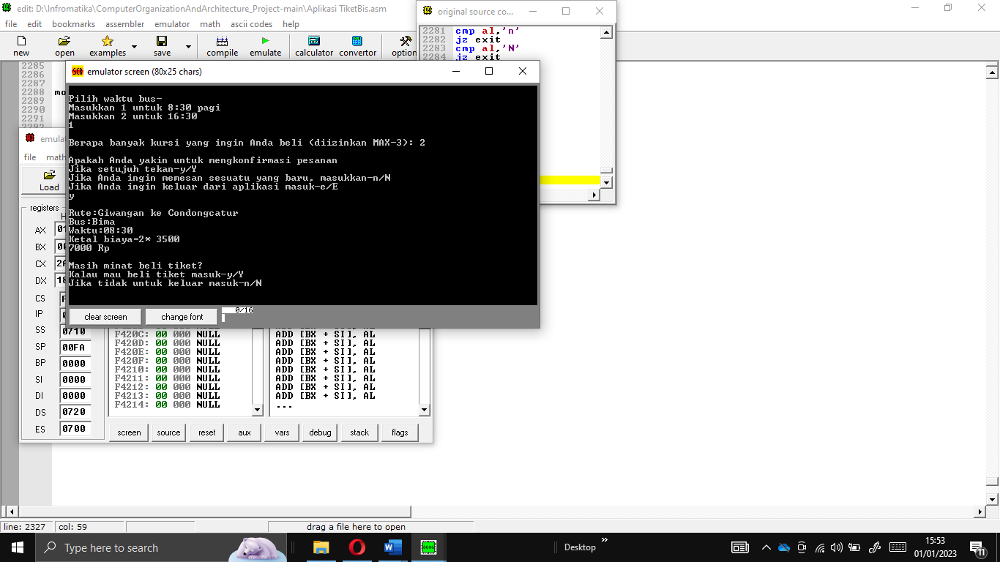 edit: D:\Infromatika\ComputerOrganizationAndArchitecture_Project-main\Aplikasi TiketBis.asm
file edit bookmarks assembler emulator math ascii codes help
new open examples save compile emulate calculator convertor option
original source co...
2281 cmp al,'n'
2282 jz exit
2283 cmp al,'N'
2284 jz exit
2285
2286
2287
2288 mo
2289
2290
2291
2292
emulator screen (80x25 chars)
Pilih waktu bus-
Masukkan 1 untuk 8:30 pagi
Masukkan 2 untuk 16:30
1
Berapa banyak kursi yang ingin Anda beli (diizinkan MAX-3): 2
Apakah Anda yakin untuk mengkonfirmasi pesanan
Jika setujuh tekan-y/Y
Jika Anda ingin memesan sesuatu yang baru, masukkan-n/N
Jika Anda ingin keluar dari aplikasi masuk-e/E
y
Rute:Giwangan ke Condongcatur
Bus:Bima
Waktu:08:30
Ketal biaya=2* 3500
7000 Rp
Masih minat beli tiket?
Kalau mau beli tiket masuk-y/Y
Jika tidak untuk keluar masuk-n/N
clear screen change font 0/16
emula
file math
Load
registers H
AX 01
BX 00
CX 2A
DX 18
CS F
IP 0
SS 0710
SP 00FA
BP 0000
SI 0000
DI 0000
DS 0720
ES 0700
F420C: 00 000 NULL ADD [BX + SI], AL
F420D: 00 000 NULL ADD [BX + SI], AL
F420E: 00 000 NULL ADD [BX + SI], AL
F420F: 00 000 NULL ADD [BX + SI], AL
F4210: 00 000 NULL ADD [BX + SI], AL
F4211: 00 000 NULL ADD [BX + SI], AL
F4212: 00 000 NULL ADD [BX + SI], AL
F4213: 00 000 NULL ADD [BX + SI], AL
F4214: 00 000 NULL ...
screen source reset aux vars debug stack flags
line: 2327 col: 59 drag a file here to open
Type here to search Desktop 15:53
01/01/2023 11